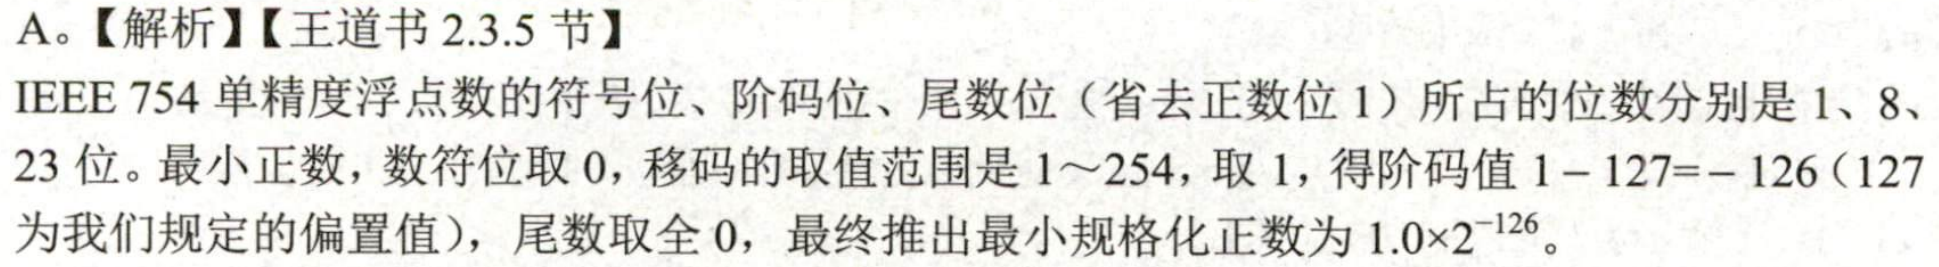 A。【解析】【王道书 2.3.5 节】
IEEE 754 单精度浮点数的符号位、阶码位、尾数位（省去正数位 1）所占的位数分别是 1、8、
23 位。最小正数，数符位取 0，移码的取值范围是 1～254，取 1，得阶码值 1 – 127=– 126（127
为我们规定的偏置值），尾数取全 0，最终推出最小规格化正数为 1.0×2⁻¹²⁶。